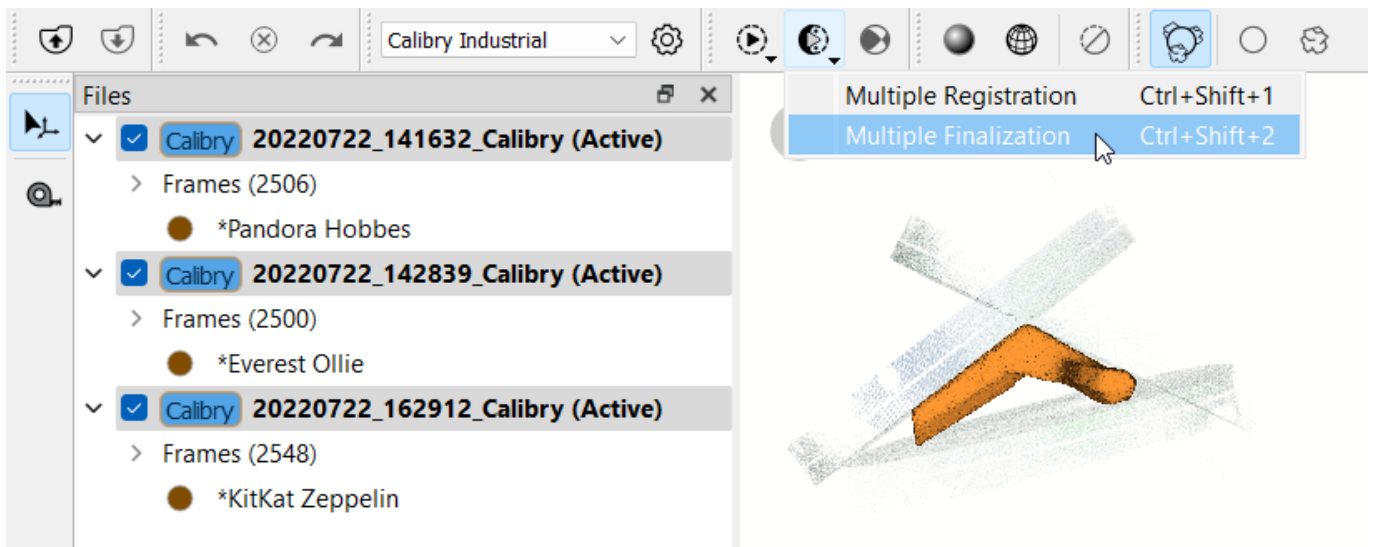 Calibry Industrial
Files
Multiple Registration Ctrl+Shift+1
Multiple Finalization Ctrl+Shift+2
Calibry 20220722_141632_Calibry (Active)
Frames (2506)
*Pandora Hobbes
Calibry 20220722_142839_Calibry (Active)
Frames (2500)
*Everest Ollie
Calibry 20220722_162912_Calibry (Active)
Frames (2548)
*KitKat Zeppelin